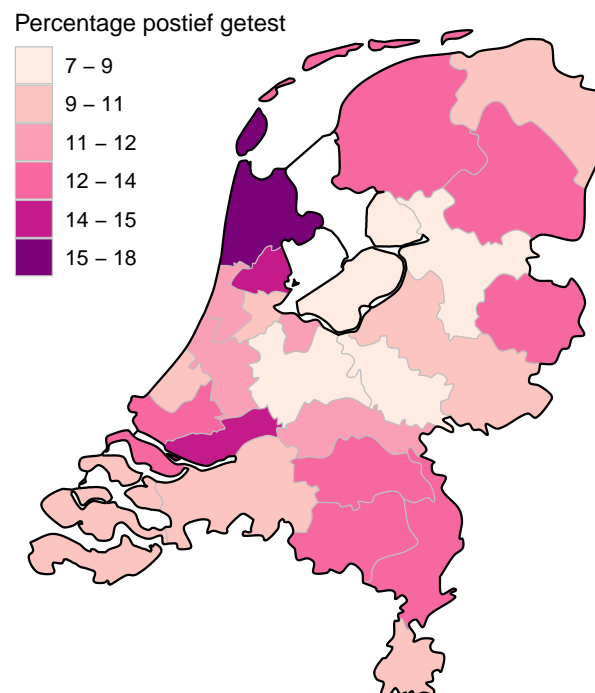 Percentage postief getest
7 – 9
9 – 11
11 – 12
12 – 14
14 – 15
15 – 18